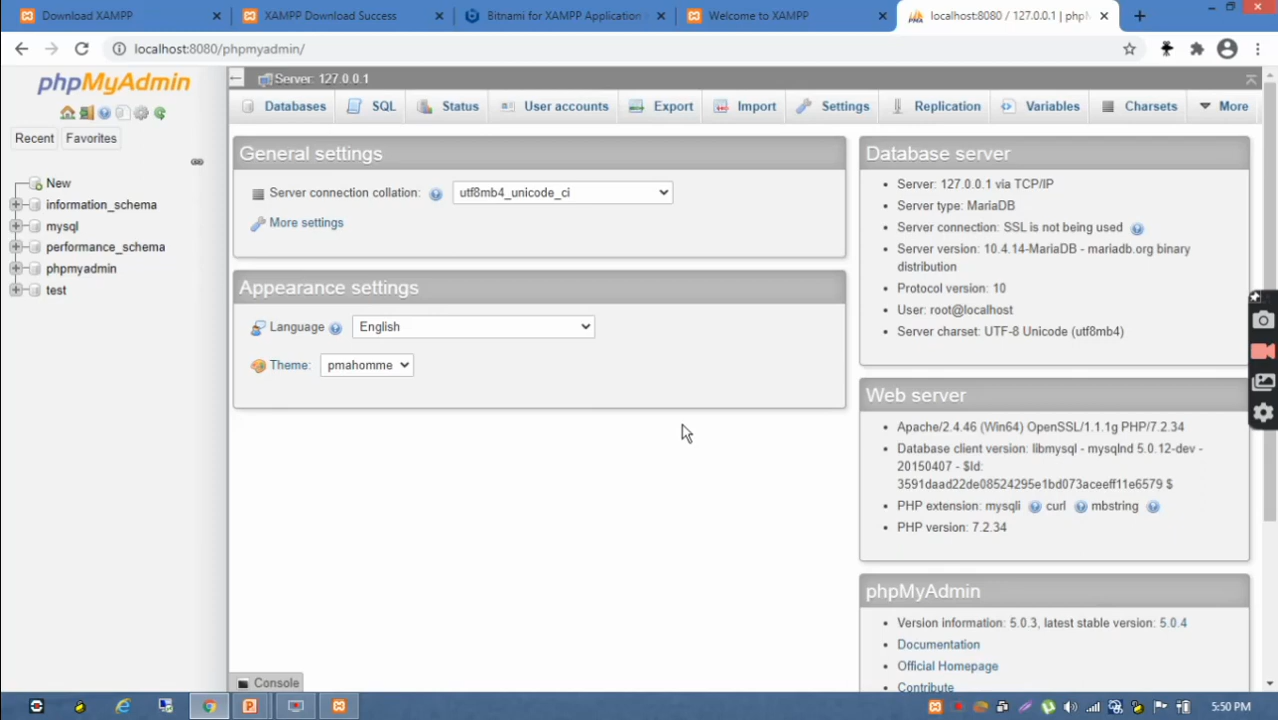 Download XAMPP
XAMPP Download Success
Bitnami for XAMPP Application
Welcome to XAMPP
localhost:8080 / 127.0.0.1 | php
localhost:8080/phpmyadmin/
phpMyAdmin
Recent
Favorites
New
information_schema
mysql
performance_schema
phpmyadmin
test
Server: 127.0.0.1
Databases
SQL
Status
User accounts
Export
Import
Settings
Replication
Variables
Charsets
More
General settings
Server connection collation:
utf8mb4_unicode_ci
More settings
Appearance settings
Language
English
Theme:
pmahomme
Console
Database server
Server: 127.0.0.1 via TCP/IP
Server type: MariaDB
Server connection: SSL is not being used
Server version: 10.4.14-MariaDB - mariadb.org binary
distribution
Protocol version: 10
User: root@localhost
Server charset: UTF-8 Unicode (utf8mb4)
Web server
Apache/2.4.46 (Win64) OpenSSL/1.1.1g PHP/7.2.34
Database client version: libmysql - mysqlnd 5.0.12-dev -
20150407 - $Id:
3591daad22de08524295e1bd073aceeff11e6579 $
PHP extension: mysqli curl mbstring
PHP version: 7.2.34
phpMyAdmin
Version information: 5.0.3, latest stable version: 5.0.4
Documentation
Official Homepage
Contribute
5:50 PM